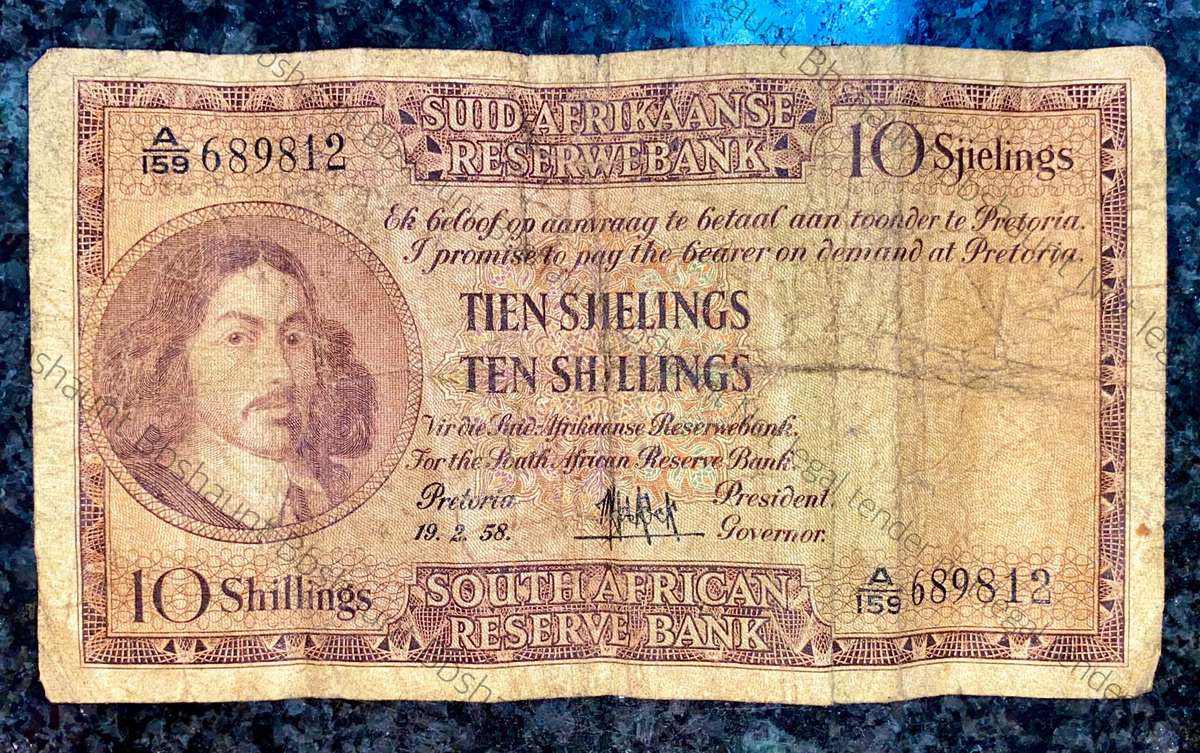 SUID-AFRIKAANSE
RESERWEBANK
A/159 689812
10 Sjielings
Ek beloof op aanvraag te betaal aan toonder te Pretoria.
I promise to pay the bearer on demand at Pretoria.
TIEN SJIELINGS
TEN SHILLINGS
Vir die Suid-Afrikaanse Reserwebank.
For the South African Reserve Bank.
Pretoria
President.
19. 2. 58.
Governor.
10 Shillings
SOUTH AFRICAN
RESERVE BANK
A/159 689812